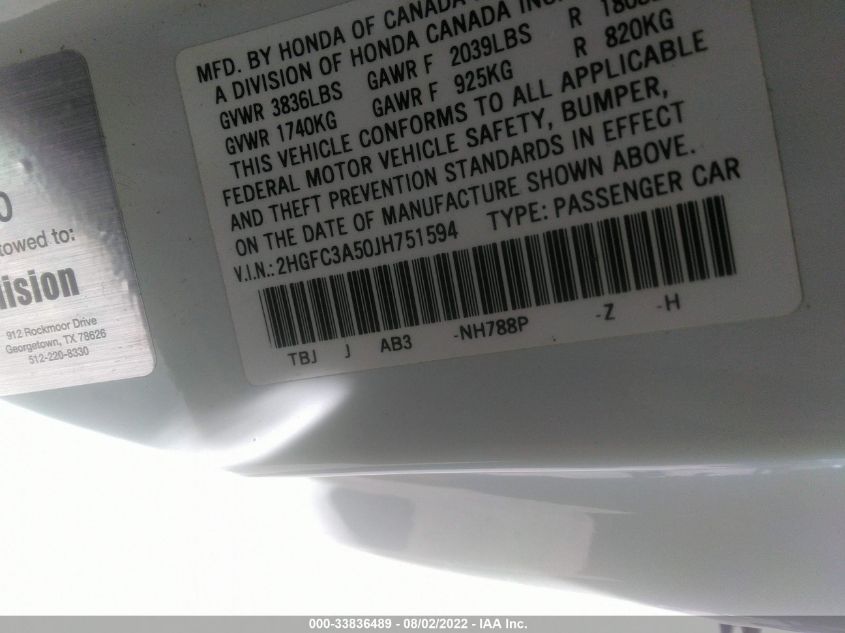 MFD. BY HONDA OF CANADA
A DIVISION OF HONDA CANADA INC.
GVWR 3836LBS GAWR F 2039LBS R
GVWR 1740KG GAWR F 925KG R 820KG
THIS VEHICLE CONFORMS TO ALL APPLICABLE
FEDERAL MOTOR VEHICLE SAFETY, BUMPER,
AND THEFT PREVENTION STANDARDS IN EFFECT
ON THE DATE OF MANUFACTURE SHOWN ABOVE.
V.I.N.: 2HGFC3A50JH751594 TYPE: PASSENGER CAR
TBJ J AB3 -NH788P -Z -H
towed to:
912 Rockmoor Drive
Georgetown, TX 78626
512-220-8330
000-33836489 - 08/02/2022 - IAA Inc.